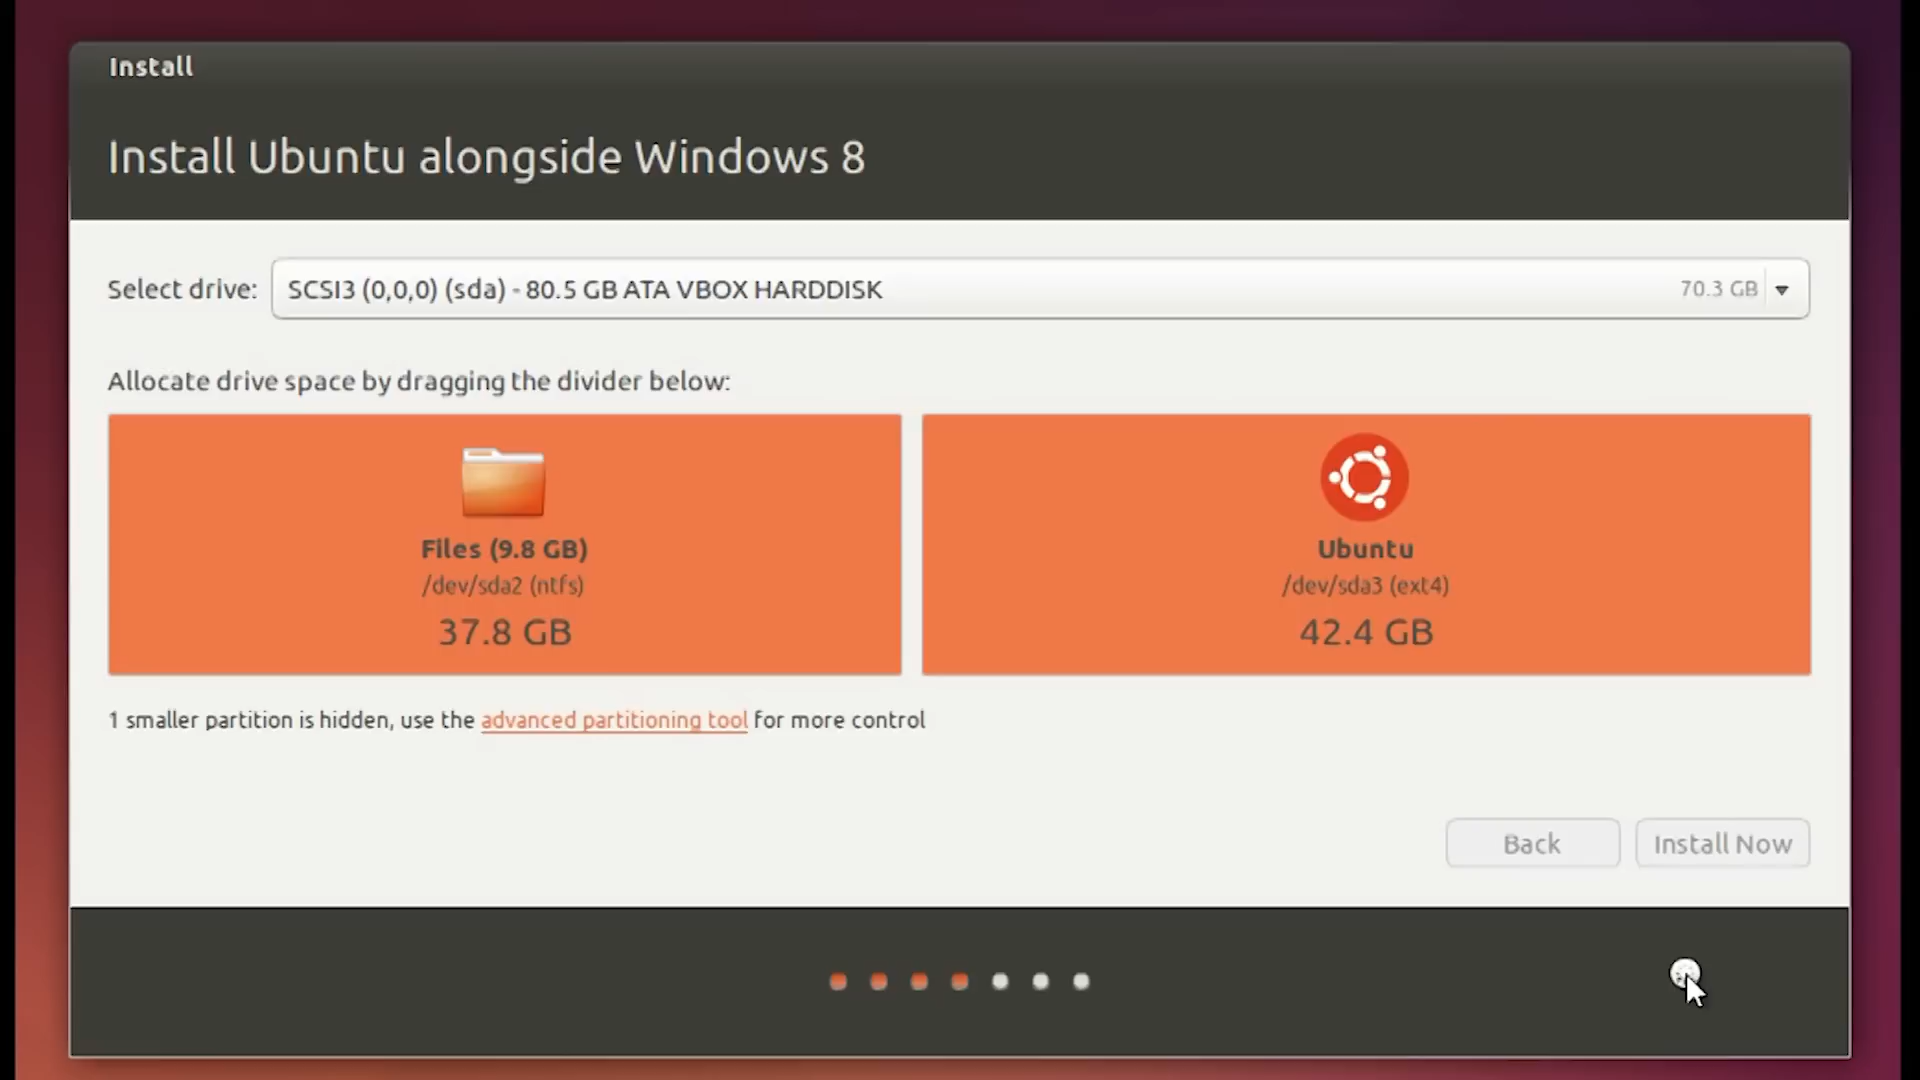 Install
Install Ubuntu alongside Windows 8
Select drive: SCSI3 (0,0,0) (sda) - 80.5 GB ATA VBOX HARDDISK 70.3 GB
Allocate drive space by dragging the divider below:
Files (9.8 GB)
/dev/sda2 (ntfs)
37.8 GB
Ubuntu
/dev/sda3 (ext4)
42.4 GB
1 smaller partition is hidden, use the advanced partitioning tool for more control
Back
Install Now